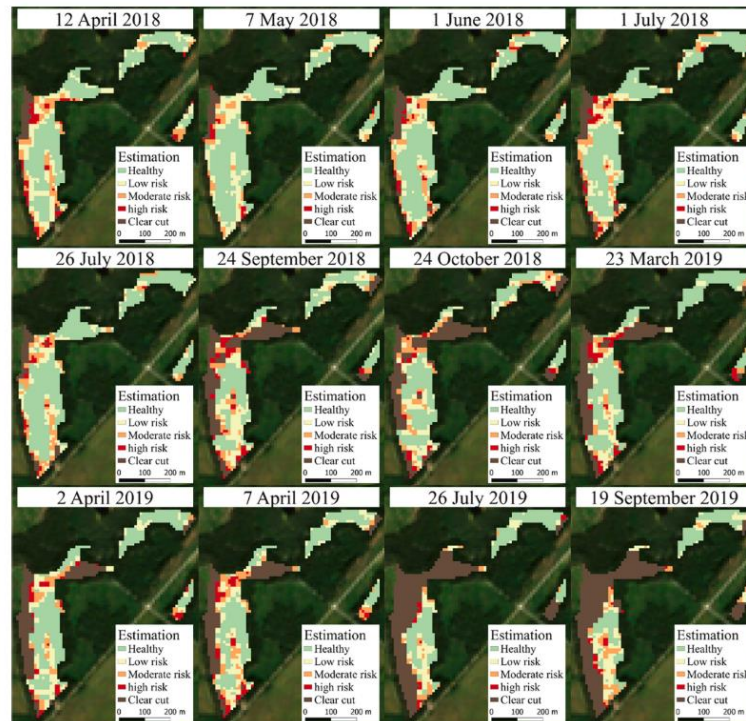 12 April 2018
Estimation
Healthy
Low risk
Moderate risk
high risk
Clear cut
0 100 200 m
7 May 2018
Estimation
Healthy
Low risk
Moderate risk
high risk
Clear cut
0 100 200 m
1 June 2018
Estimation
Healthy
Low risk
Moderate risk
high risk
Clear cut
0 100 200 m
1 July 2018
Estimation
Healthy
Low risk
Moderate risk
high risk
Clear cut
0 100 200 m
26 July 2018
Estimation
Healthy
Low risk
Moderate risk
high risk
Clear cut
0 100 200 m
24 September 2018
Estimation
Healthy
Low risk
Moderate risk
high risk
Clear cut
0 100 200 m
24 October 2018
Estimation
Healthy
Low risk
Moderate risk
high risk
Clear cut
0 100 200 m
23 March 2019
Estimation
Healthy
Low risk
Moderate risk
high risk
Clear cut
0 100 200 m
2 April 2019
Estimation
Healthy
Low risk
Moderate risk
high risk
Clear cut
0 100 200 m
7 April 2019
Estimation
Healthy
Low risk
Moderate risk
high risk
Clear cut
0 100 200 m
26 July 2019
Estimation
Healthy
Low risk
Moderate risk
high risk
Clear cut
0 100 200 m
19 September 2019
Estimation
Healthy
Low risk
Moderate risk
high risk
Clear cut
0 100 200 m